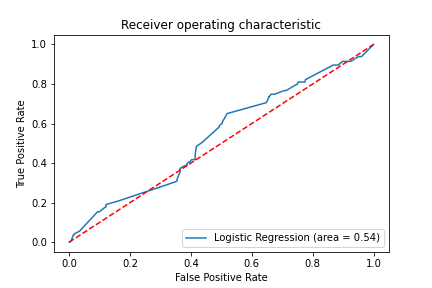 Receiver operating characteristic
1.0
0.8
0.6
0.4
0.2
0.0
True Positive Rate
Logistic Regression (area = 0.54)
0.0 0.2 0.4 0.6 0.8 1.0
False Positive Rate